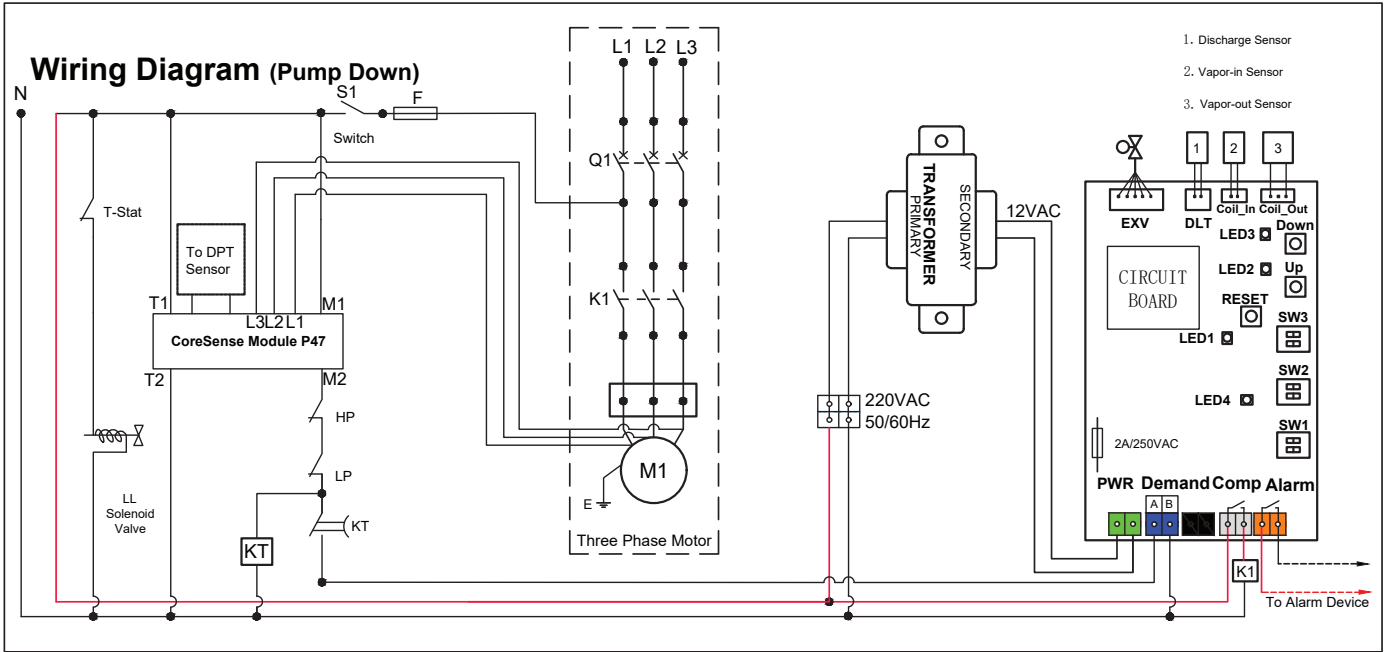 Wiring Diagram (Pump Down)
N
S1
F
Switch
T-Stat
To DPT
Sensor
T1
M1
L3 L2 L1
CoreSense Module P47
T2
M2
HP
LP
KT
KT
LL
Solenoid
Valve
L1 L2 L3
Q1
K1
M1
E
Three Phase Motor
TRANSFORMER
PRIMARY
SECONDARY
12VAC
220VAC
50/60Hz
1. Discharge Sensor
2. Vapor-in Sensor
3. Vapor-out Sensor
1
2
3
EXV
DLT
Coil_In
Coil_Out
LED3
Down
LED2
Up
CIRCUIT
BOARD
RESET
SW3
LED1
SW2
LED4
SW1
2A/250VAC
PWR Demand Comp Alarm
A B
K1
To Alarm Device